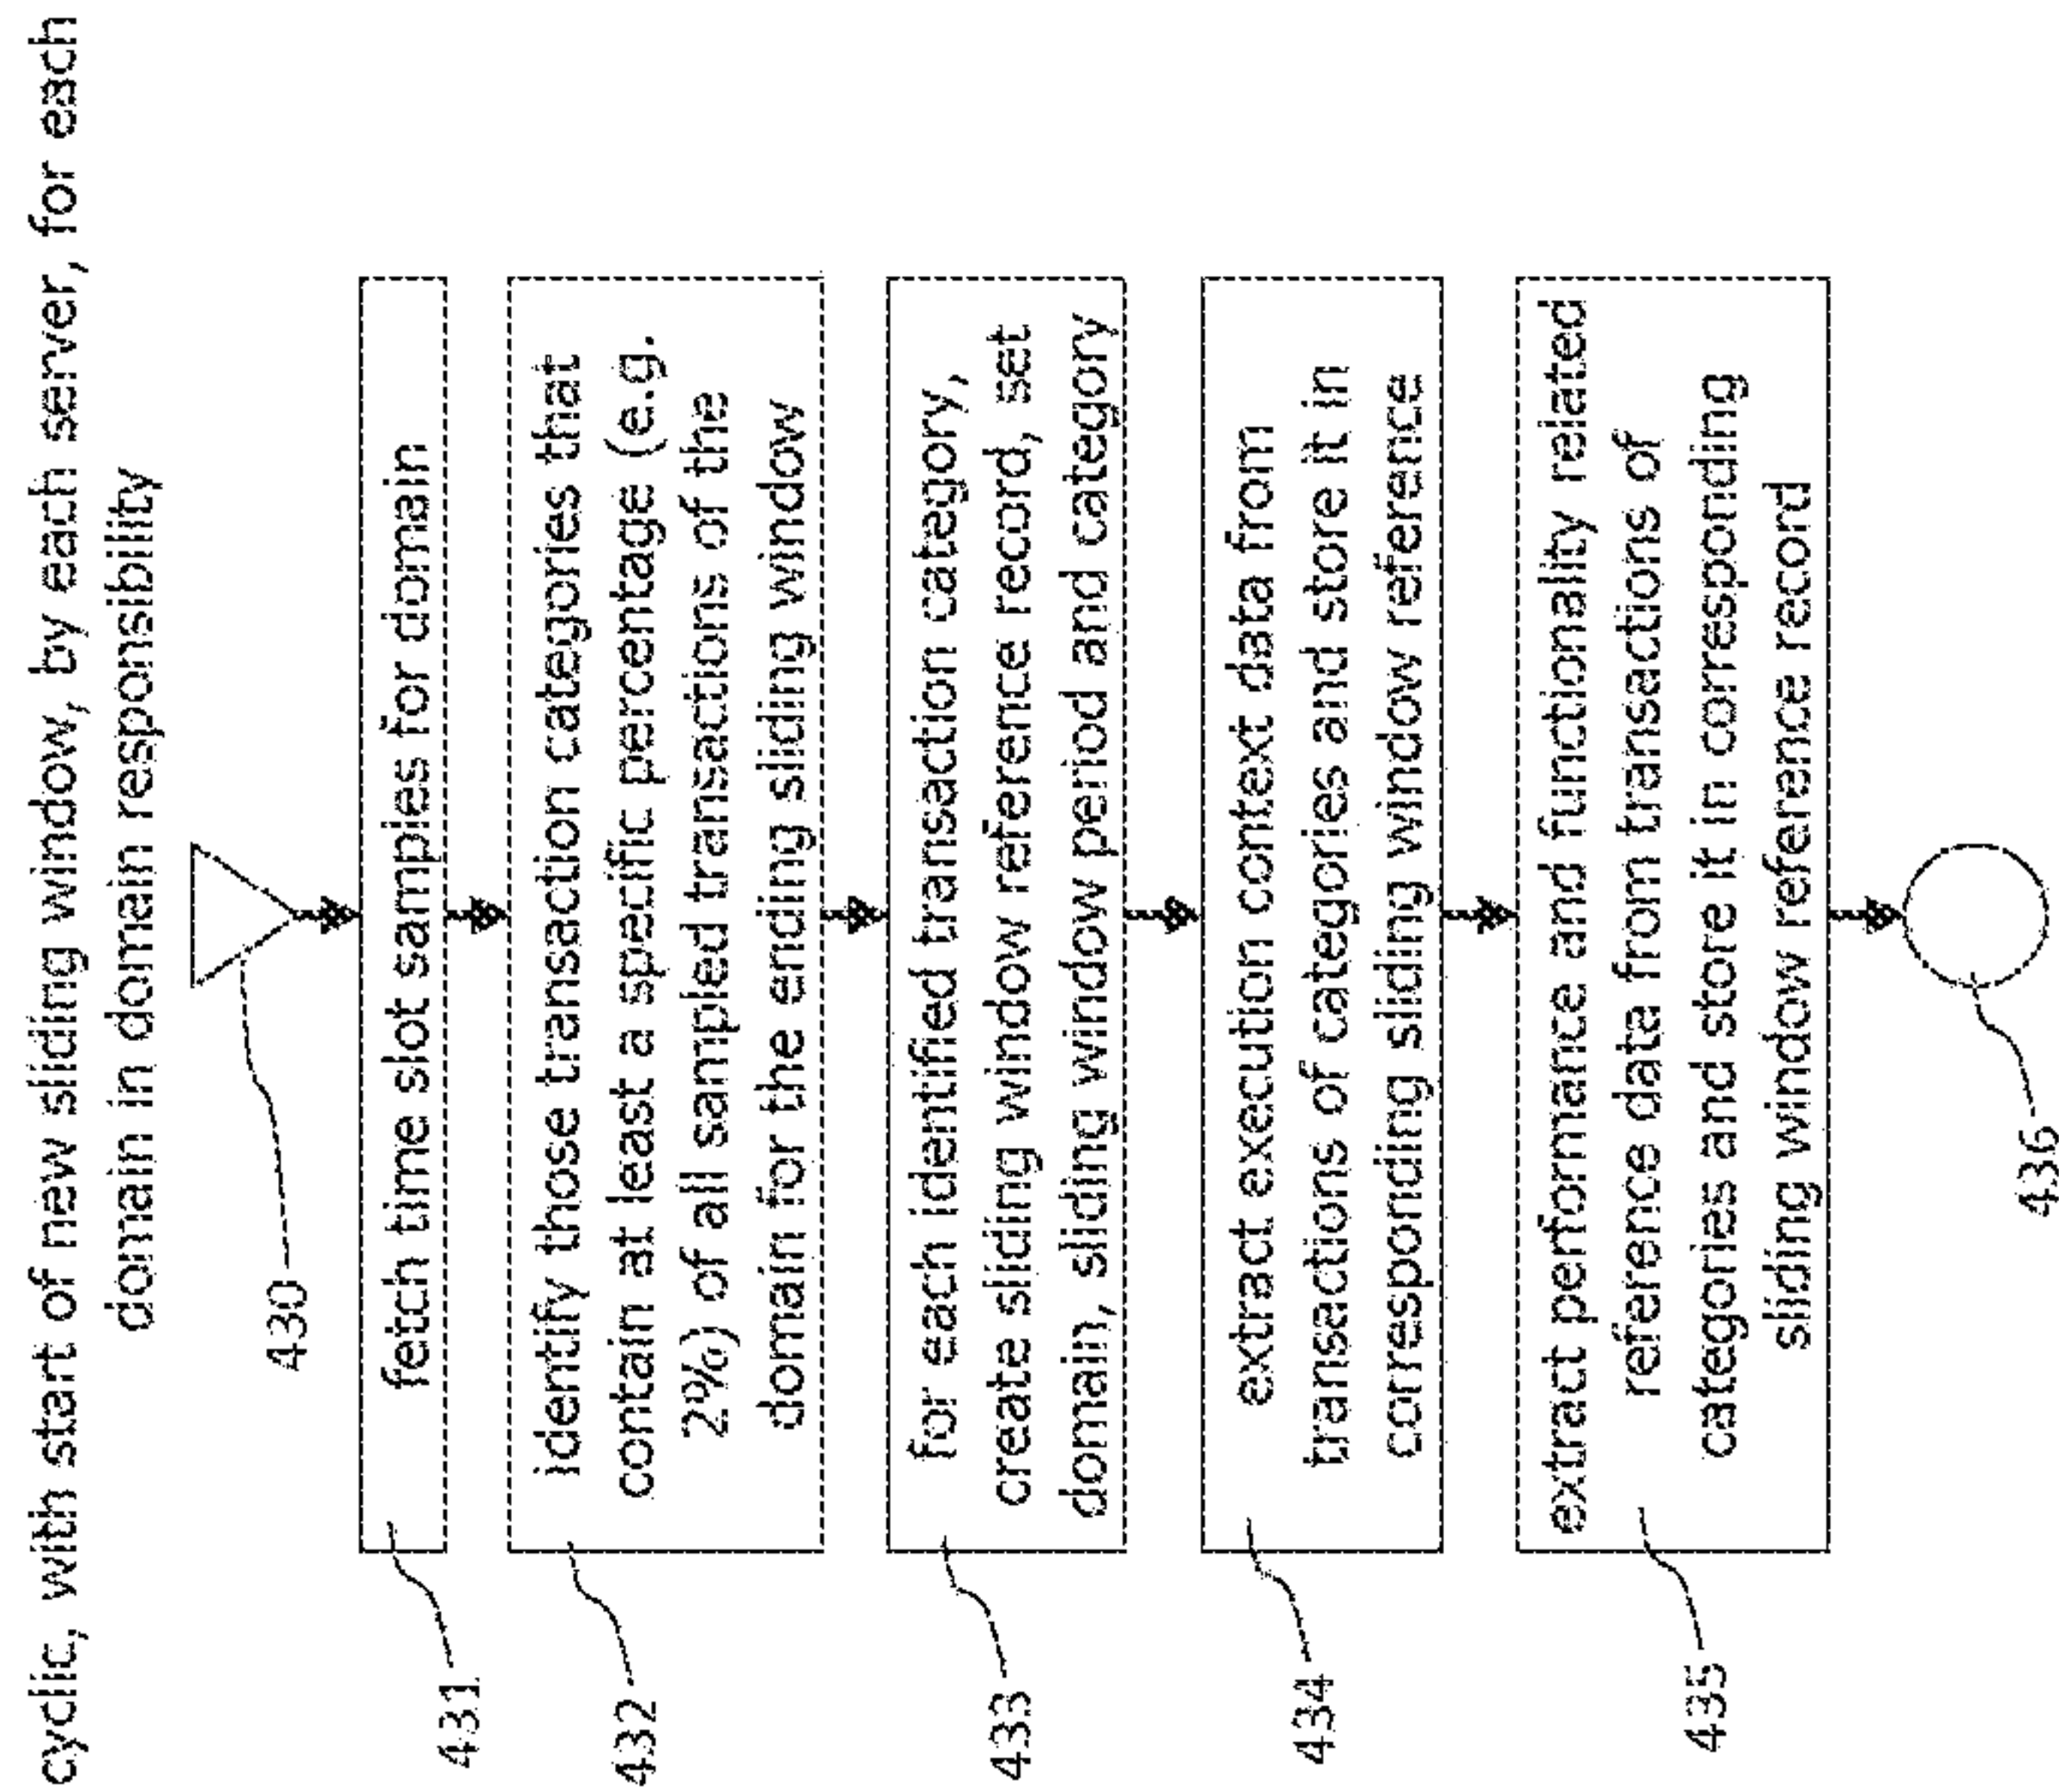 cyclic, with start of new sliding window, by each server, for each
domain in domain responsibility
430
fetch time slot samples for domain
431
identify those transaction categories that
contain at least a specific percentage (e.g.
2%) of all sampled transactions of the
domain for the ending sliding window
432
for each identified transaction category,
create sliding window reference record, set
domain, sliding window period and category
433
extract execution context data from
transactions of categories and store it in
corresponding sliding window reference
434
extract performance and functionality related
reference data from transactions of
categories and store it in corresponding
sliding window reference record
435
436